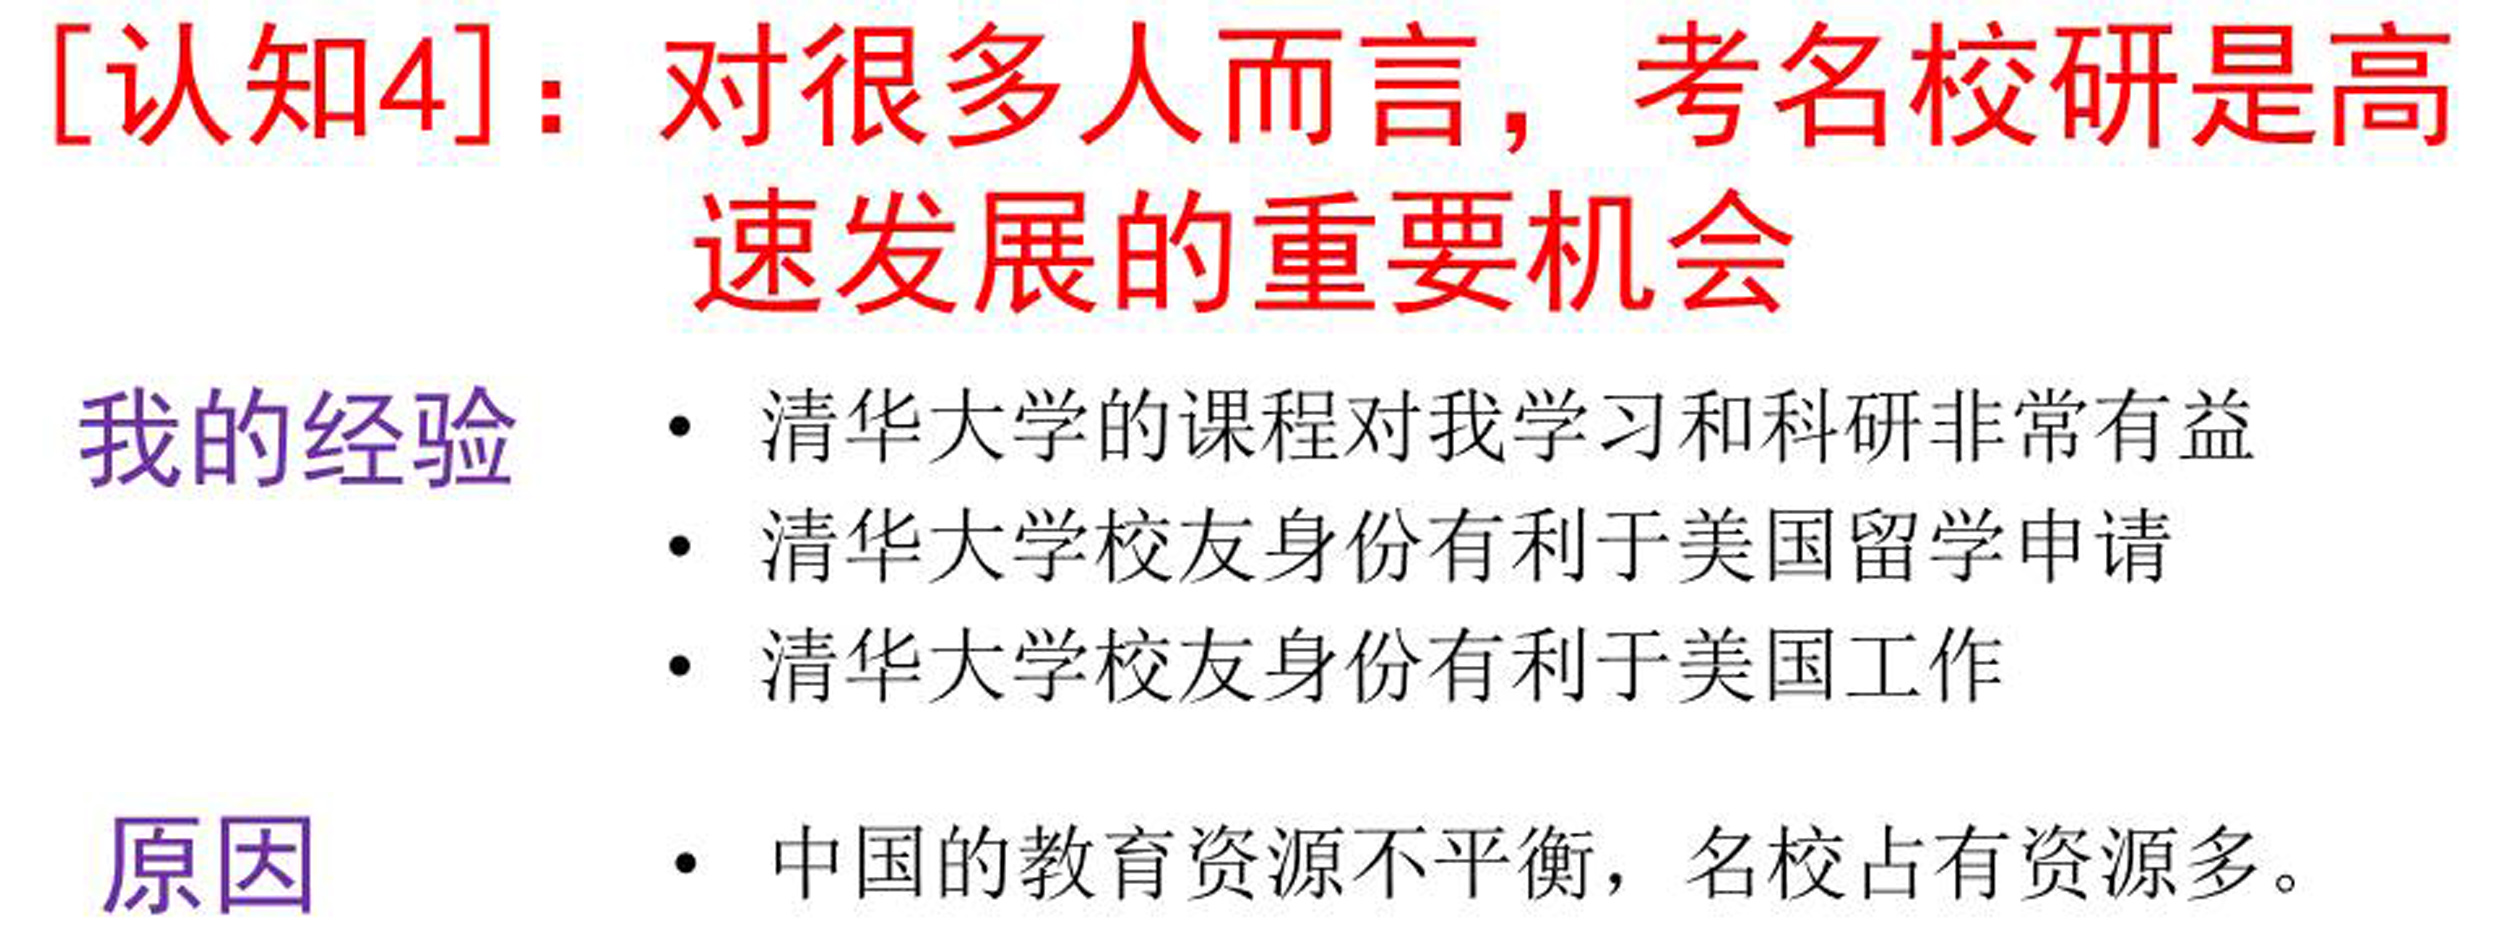 [认知4]：对很多人而言，考名校研是高
速发展的重要机会
我的经验
• 清华大学的课程对我学习和科研非常有益
• 清华大学校友身份有利于美国留学申请
• 清华大学校友身份有利于美国工作
原因
• 中国的教育资源不平衡，名校占有资源多。